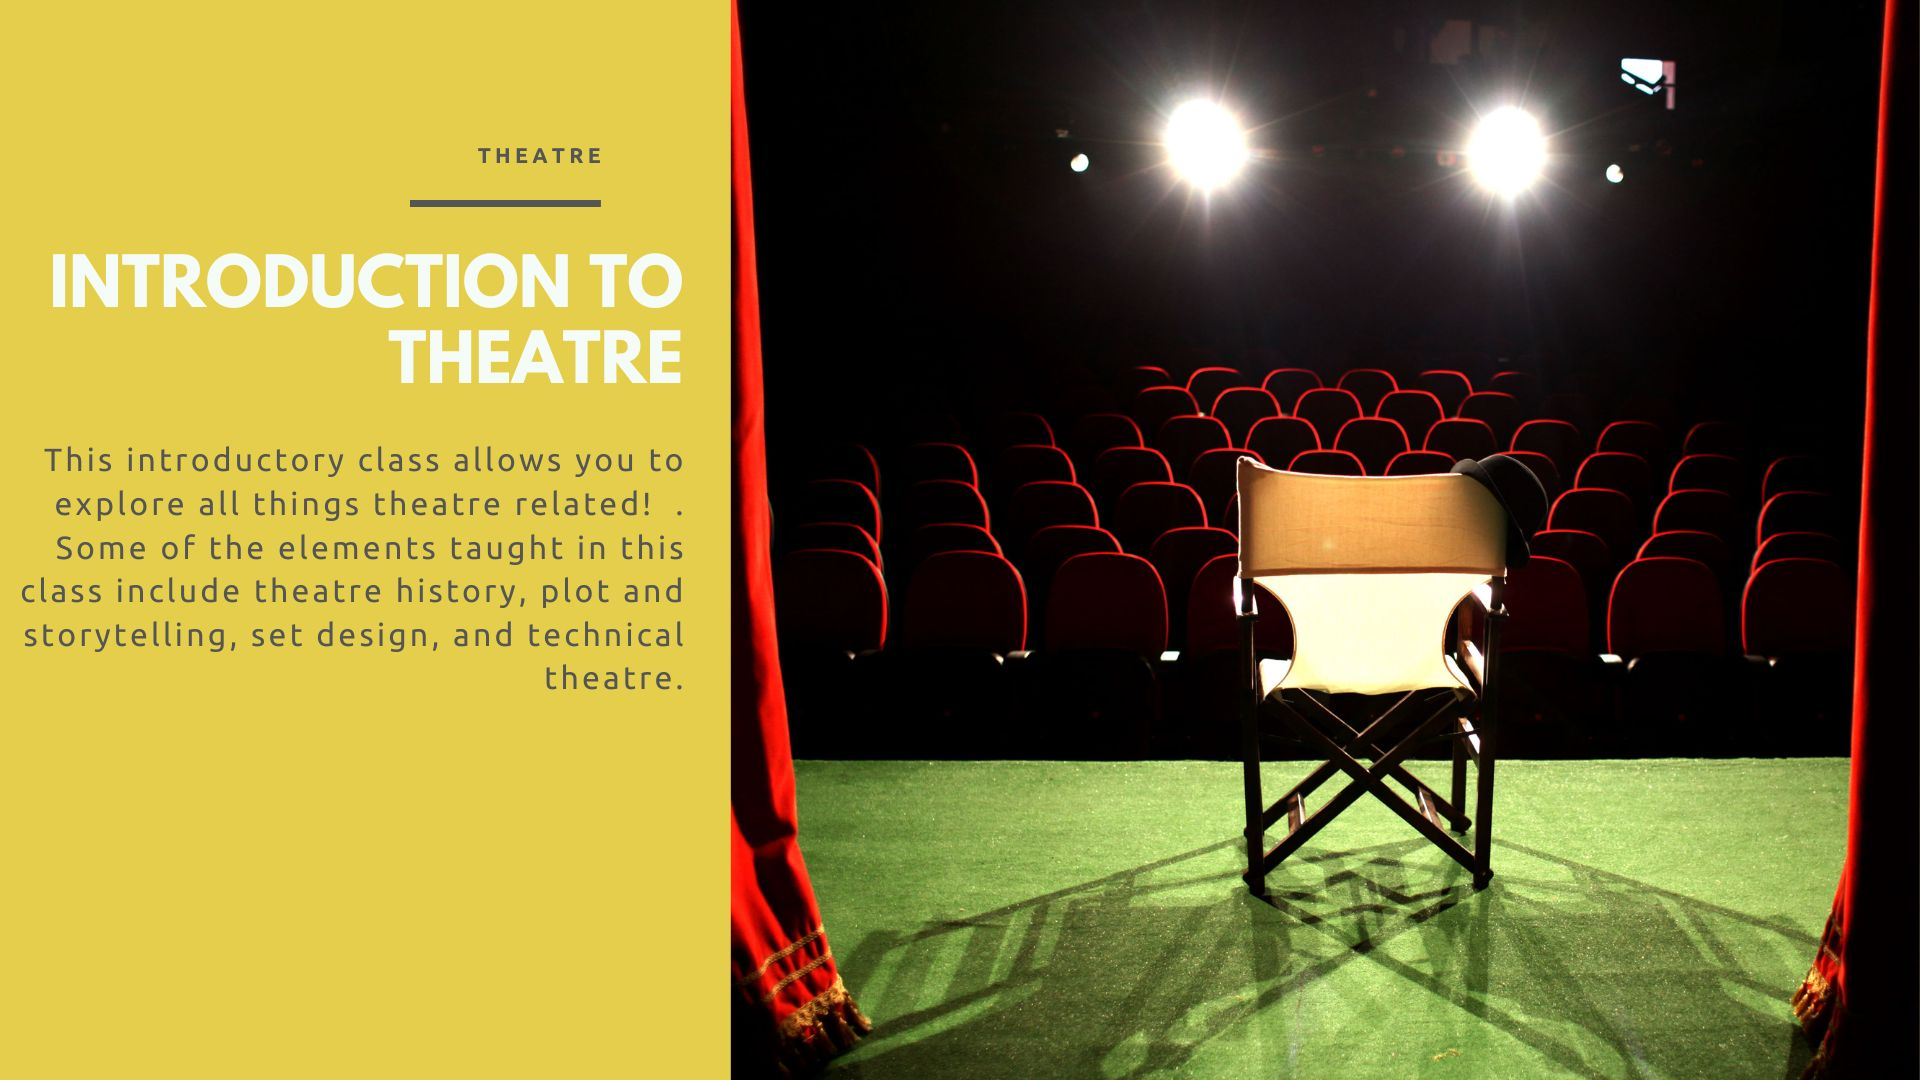 THEATRE
INTRODUCTION TO
THEATRE
This introductory class allows you to
explore all things theatre related!  .
Some of the elements taught in this
class include theatre history, plot and
storytelling, set design, and technical
theatre.